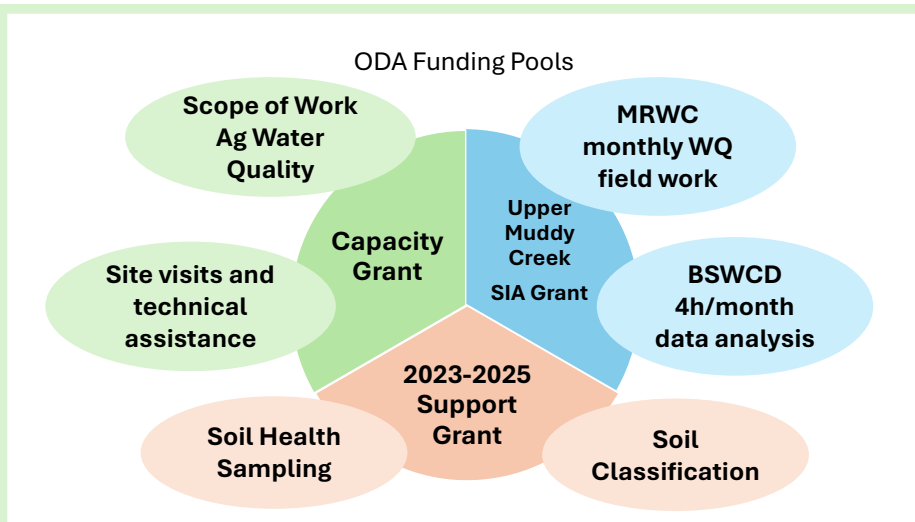 ODA Funding Pools
Scope of Work
Ag Water
Quality
MRWC
monthly WQ
field work
Capacity
Grant
Upper
Muddy
Creek
SIA Grant
Site visits and
technical
assistance
BSWCD
4h/month
data analysis
2023-2025
Support
Grant
Soil Health
Sampling
Soil
Classification